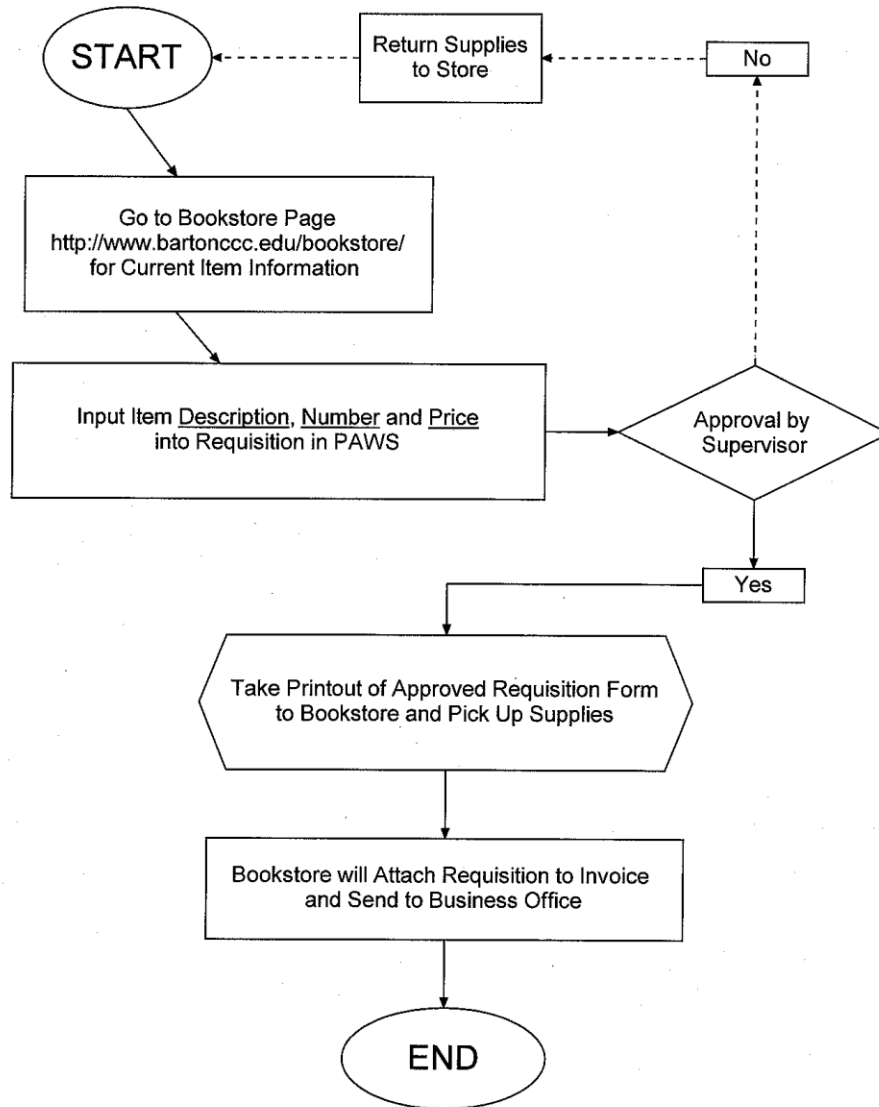 START
Return Supplies
to Store
No
Go to Bookstore Page
http://www.bartonccc.edu/bookstore/
for Current Item Information
Input Item Description, Number and Price
into Requisition in PAWS
Approval by
Supervisor
Yes
Take Printout of Approved Requisition Form
to Bookstore and Pick Up Supplies
Bookstore will Attach Requisition to Invoice
and Send to Business Office
END